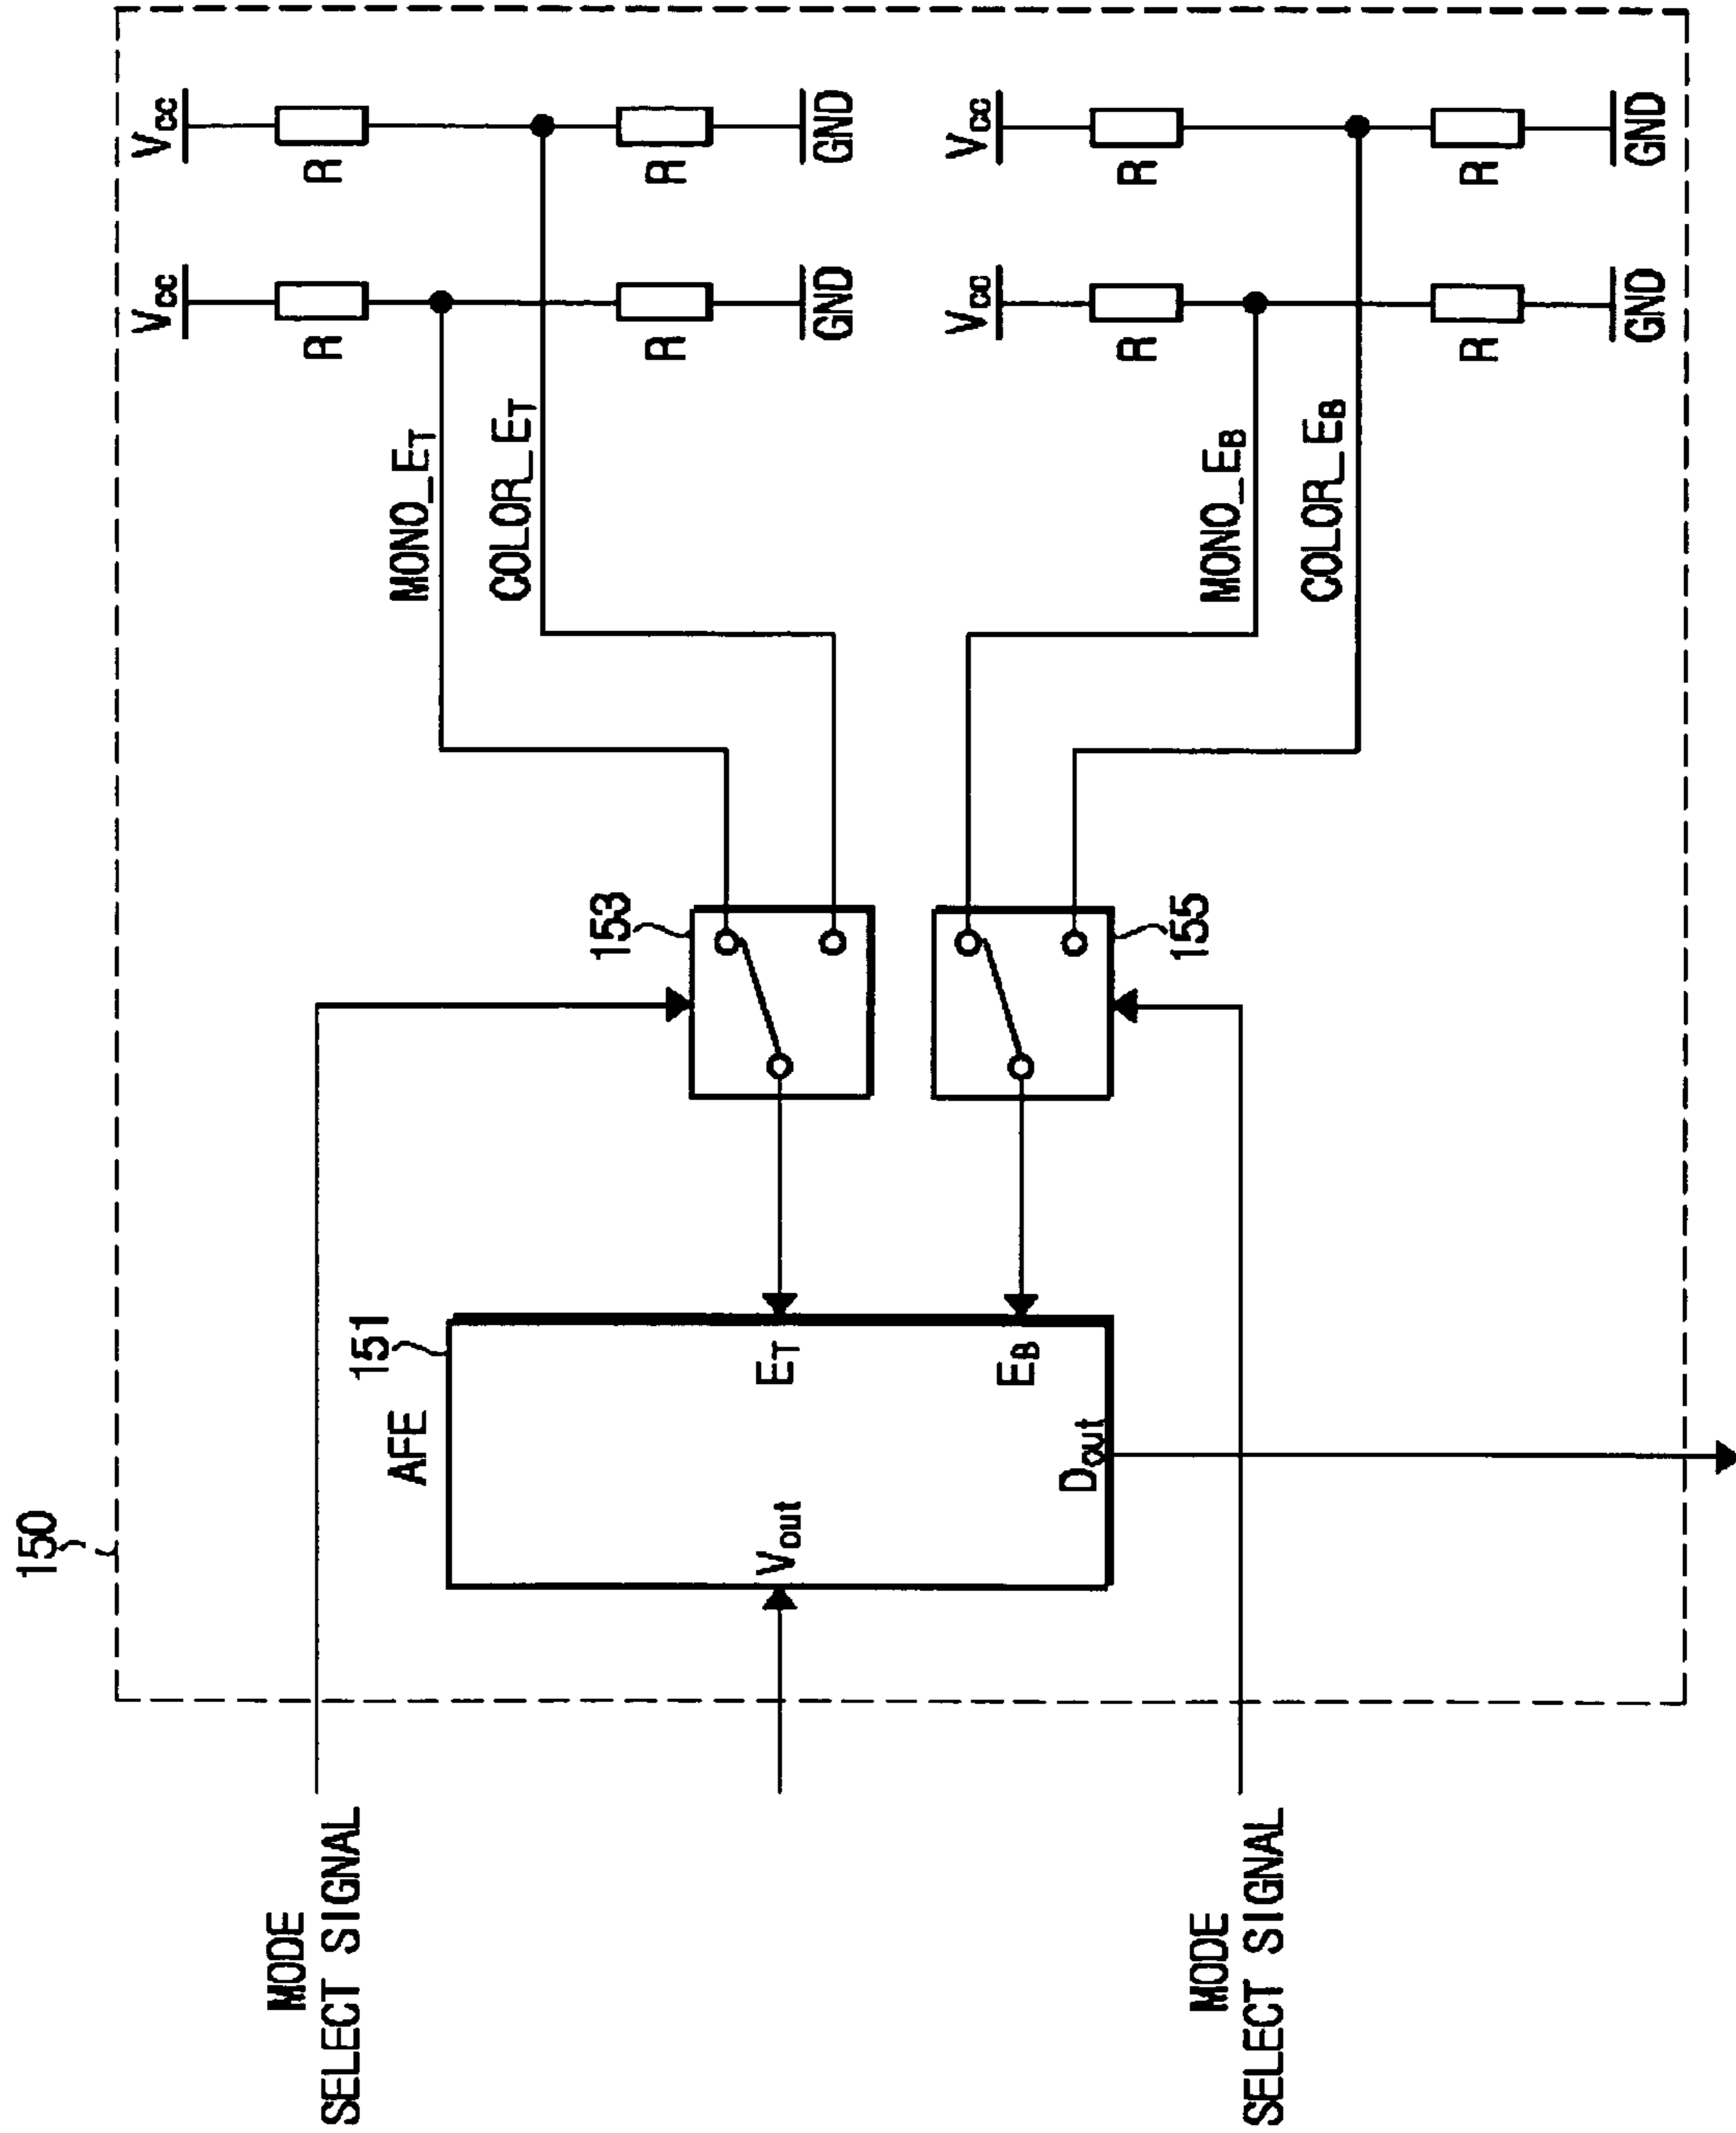 150
MODE
SELECT SIGNAL
MODE
SELECT SIGNAL
AFE
151
Vout
Dout
ET
EB
153
155
MONO_ET
COLOR_ET
MONO_EB
COLOR_EB
Vcc
R
R
GND
Vcc
R
R
GND
Vcc
R
R
GND
Vcc
R
R
GND